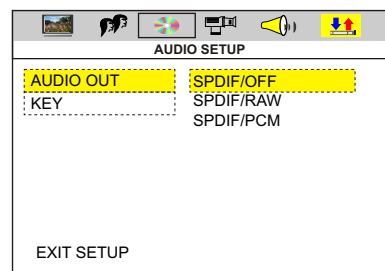 AUDIO SETUP
AUDIO OUT
KEY
SPDIF/OFF
SPDIF/RAW
SPDIF/PCM
EXIT SETUP